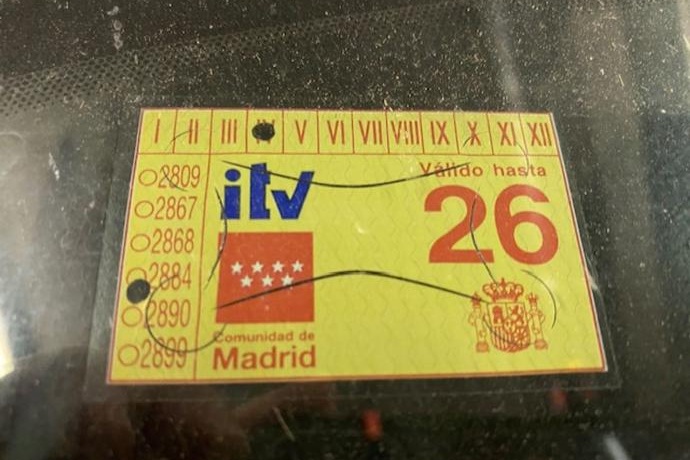 I II III IV V VI VII VIII IX X XI XII
Válido hasta
itv
26
2809
2867
2868
2884
2890
2899
Comunidad de
Madrid